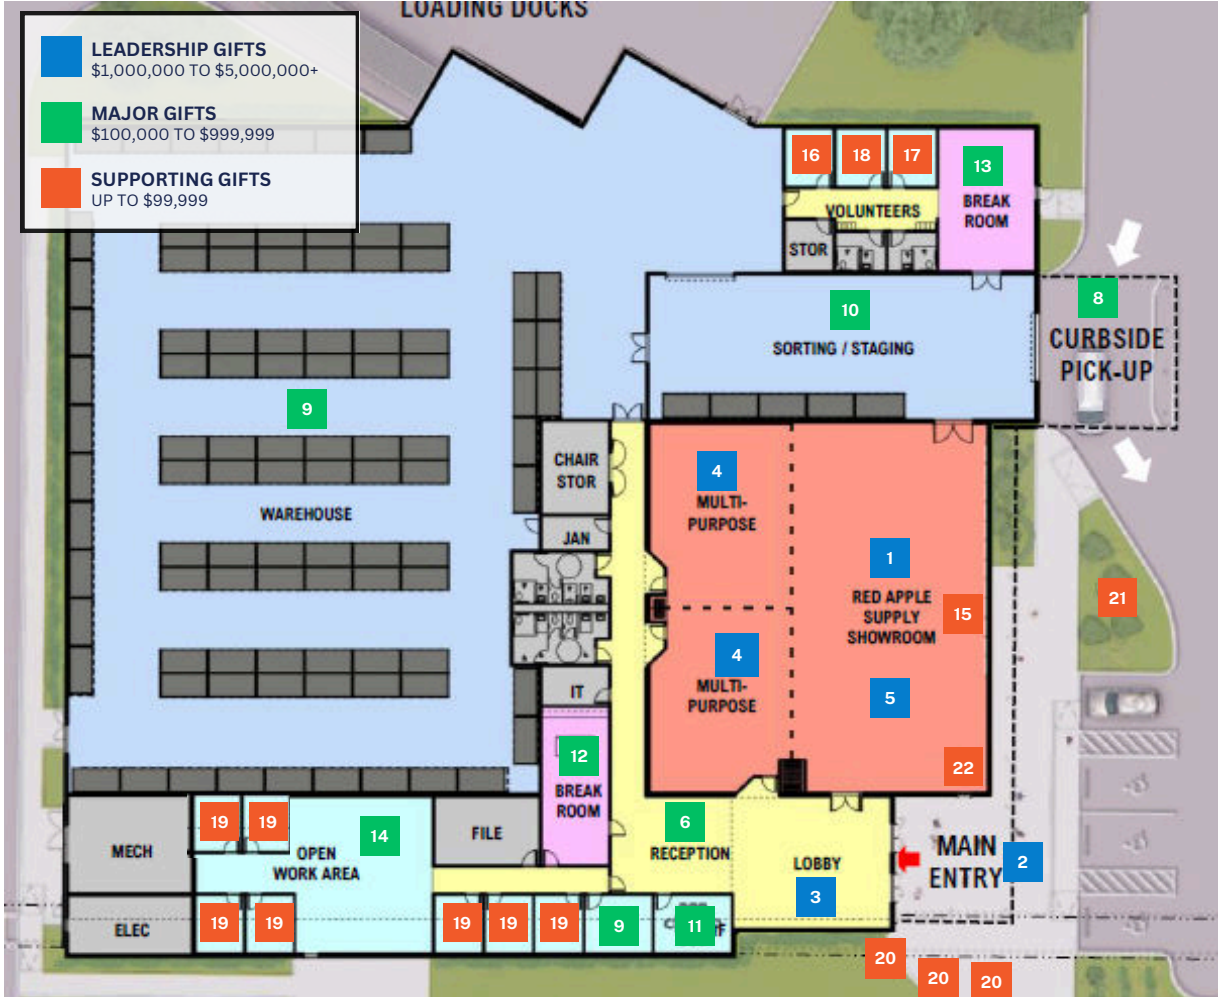 LOADING DOCKS
LEADERSHIP GIFTS
$1,000,000 TO $5,000,000+
MAJOR GIFTS
$100,000 TO $999,999
SUPPORTING GIFTS
UP TO $99,999
16
18
17
13
BREAK
ROOM
VOLUNTEERS
STOR
8
CURBSIDE
PICK-UP
10
SORTING / STAGING
9
WAREHOUSE
CHAIR
STOR
JAN
4
MULTI-
PURPOSE
1
RED APPLE
SUPPLY
SHOWROOM
15
21
4
MULTI-
PURPOSE
5
22
IT
12
BREAK
ROOM
6
RECEPTION
LOBBY
3
MAIN
ENTRY
2
MECH
19
19
14
OPEN
WORK AREA
FILE
ELEC
19
19
19
19
19
9
11
20
20
20